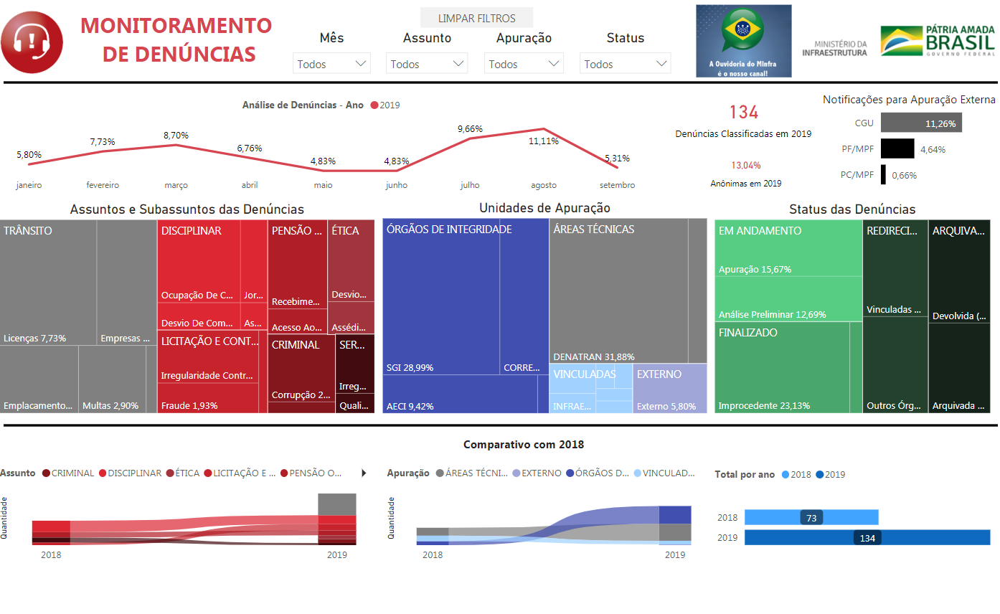 MONITORAMENTO
DE DENÚNCIAS
LIMPAR FILTROS
Mês
Assunto
Apuração
Status
Todos
Todos
Todos
Todos
A Ouvidoria do MInfra
é o nosso canal!
MINISTÉRIO DA
INFRAESTRUTURA
PÁTRIA AMADA
BRASIL
GOVERNO FEDERAL
Análise de Denúncias - Ano 2019
5,80%
7,73%
8,70%
6,76%
4,83%
4,83%
9,66%
11,11%
5,31%
janeiro
fevereiro
março
abril
maio
junho
julho
agosto
setembro
134
Denúncias Classificadas em 2019
13,04%
Anônimas em 2019
Notificações para Apuração Externa
CGU 11,26%
PF/MPF 4,64%
PC/MPF 0,66%
Assuntos e Subassuntos das Denúncias
TRÂNSITO
Licenças 7,73%
Empresas ...
Emplacamento...
Multas 2,90%
DISCIPLINAR
Ocupação De C...
Jor...
Desvio De Com...
As...
LICITAÇÃO E CONT...
Irregularidade Contr...
Fraude 1,93%
PENSÃO ...
Recebime...
Acesso Ao...
ÉTICA
Desvio...
Assédi...
CRIMINAL
Corrupção 2...
SER...
Irreg...
Quali...
Unidades de Apuração
ÓRGÃOS DE INTEGRIDADE
SGI 28,99%
CORRE...
AECI 9,42%
ÁREAS TÉCNICAS
DENATRAN 31,88%
VINCULADAS
INFRAE...
EXTERNO
Externo 5,80%
Status das Denúncias
EM ANDAMENTO
Apuração 15,67%
Análise Preliminar 12,69%
FINALIZADO
Improcedente 23,13%
REDIRECI...
Vinculadas ...
Outros Órg...
ARQUIVA...
Devolvida (...
Arquivada ...
Comparativo com 2018
Assunto CRIMINAL DISCIPLINAR ÉTICA LICITAÇÃO E ... PENSÃO O...
Quantidade
2018
2019
Apuração ÁREAS TÉCNI... EXTERNO ÓRGÃOS D... VINCULAD...
Quantidade
2018
2019
Total por ano 2018 2019
2018 73
2019 134